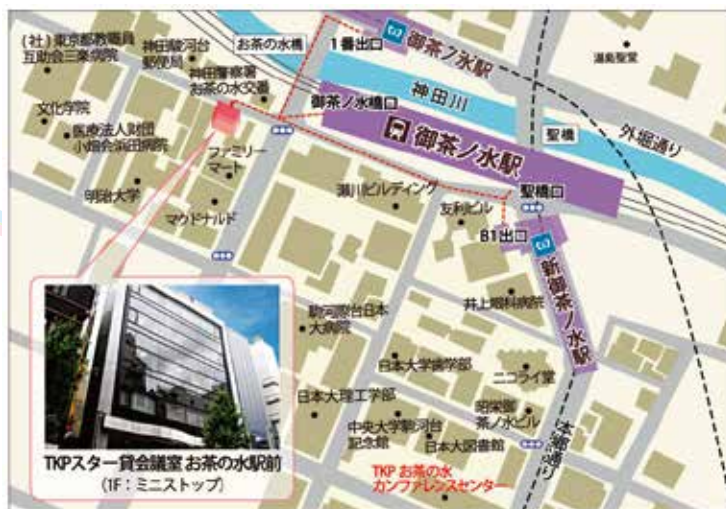 (社)東京都教職員
互助会三楽病院
神田駿河台
郵便局
お茶の水橋
1番出口
御茶ノ水駅
湯島聖堂
神田警察署
お茶の水交番
御茶ノ水橋口
神田川
外堀通り
文化学院
医療法人財団
小畑会浜田病院
聖橋
御茶ノ水駅
ファミリー
マート
明治大学
瀬川ビルディング
聖橋口
マクドナルド
友利ビル
B1出口
新御茶ノ水駅
井上眼科病院
駿河台日本
大病院
日本大学歯学部
ニコライ堂
日本大理工学部
昭栄御
茶ノ水ビル
中央大学駿河台
記念館
日本大図書館
本郷通り
TKPスター貸会議室 お茶の水駅前
(1F:ミニストップ)
TKP お茶の水
カンファレンスセンター